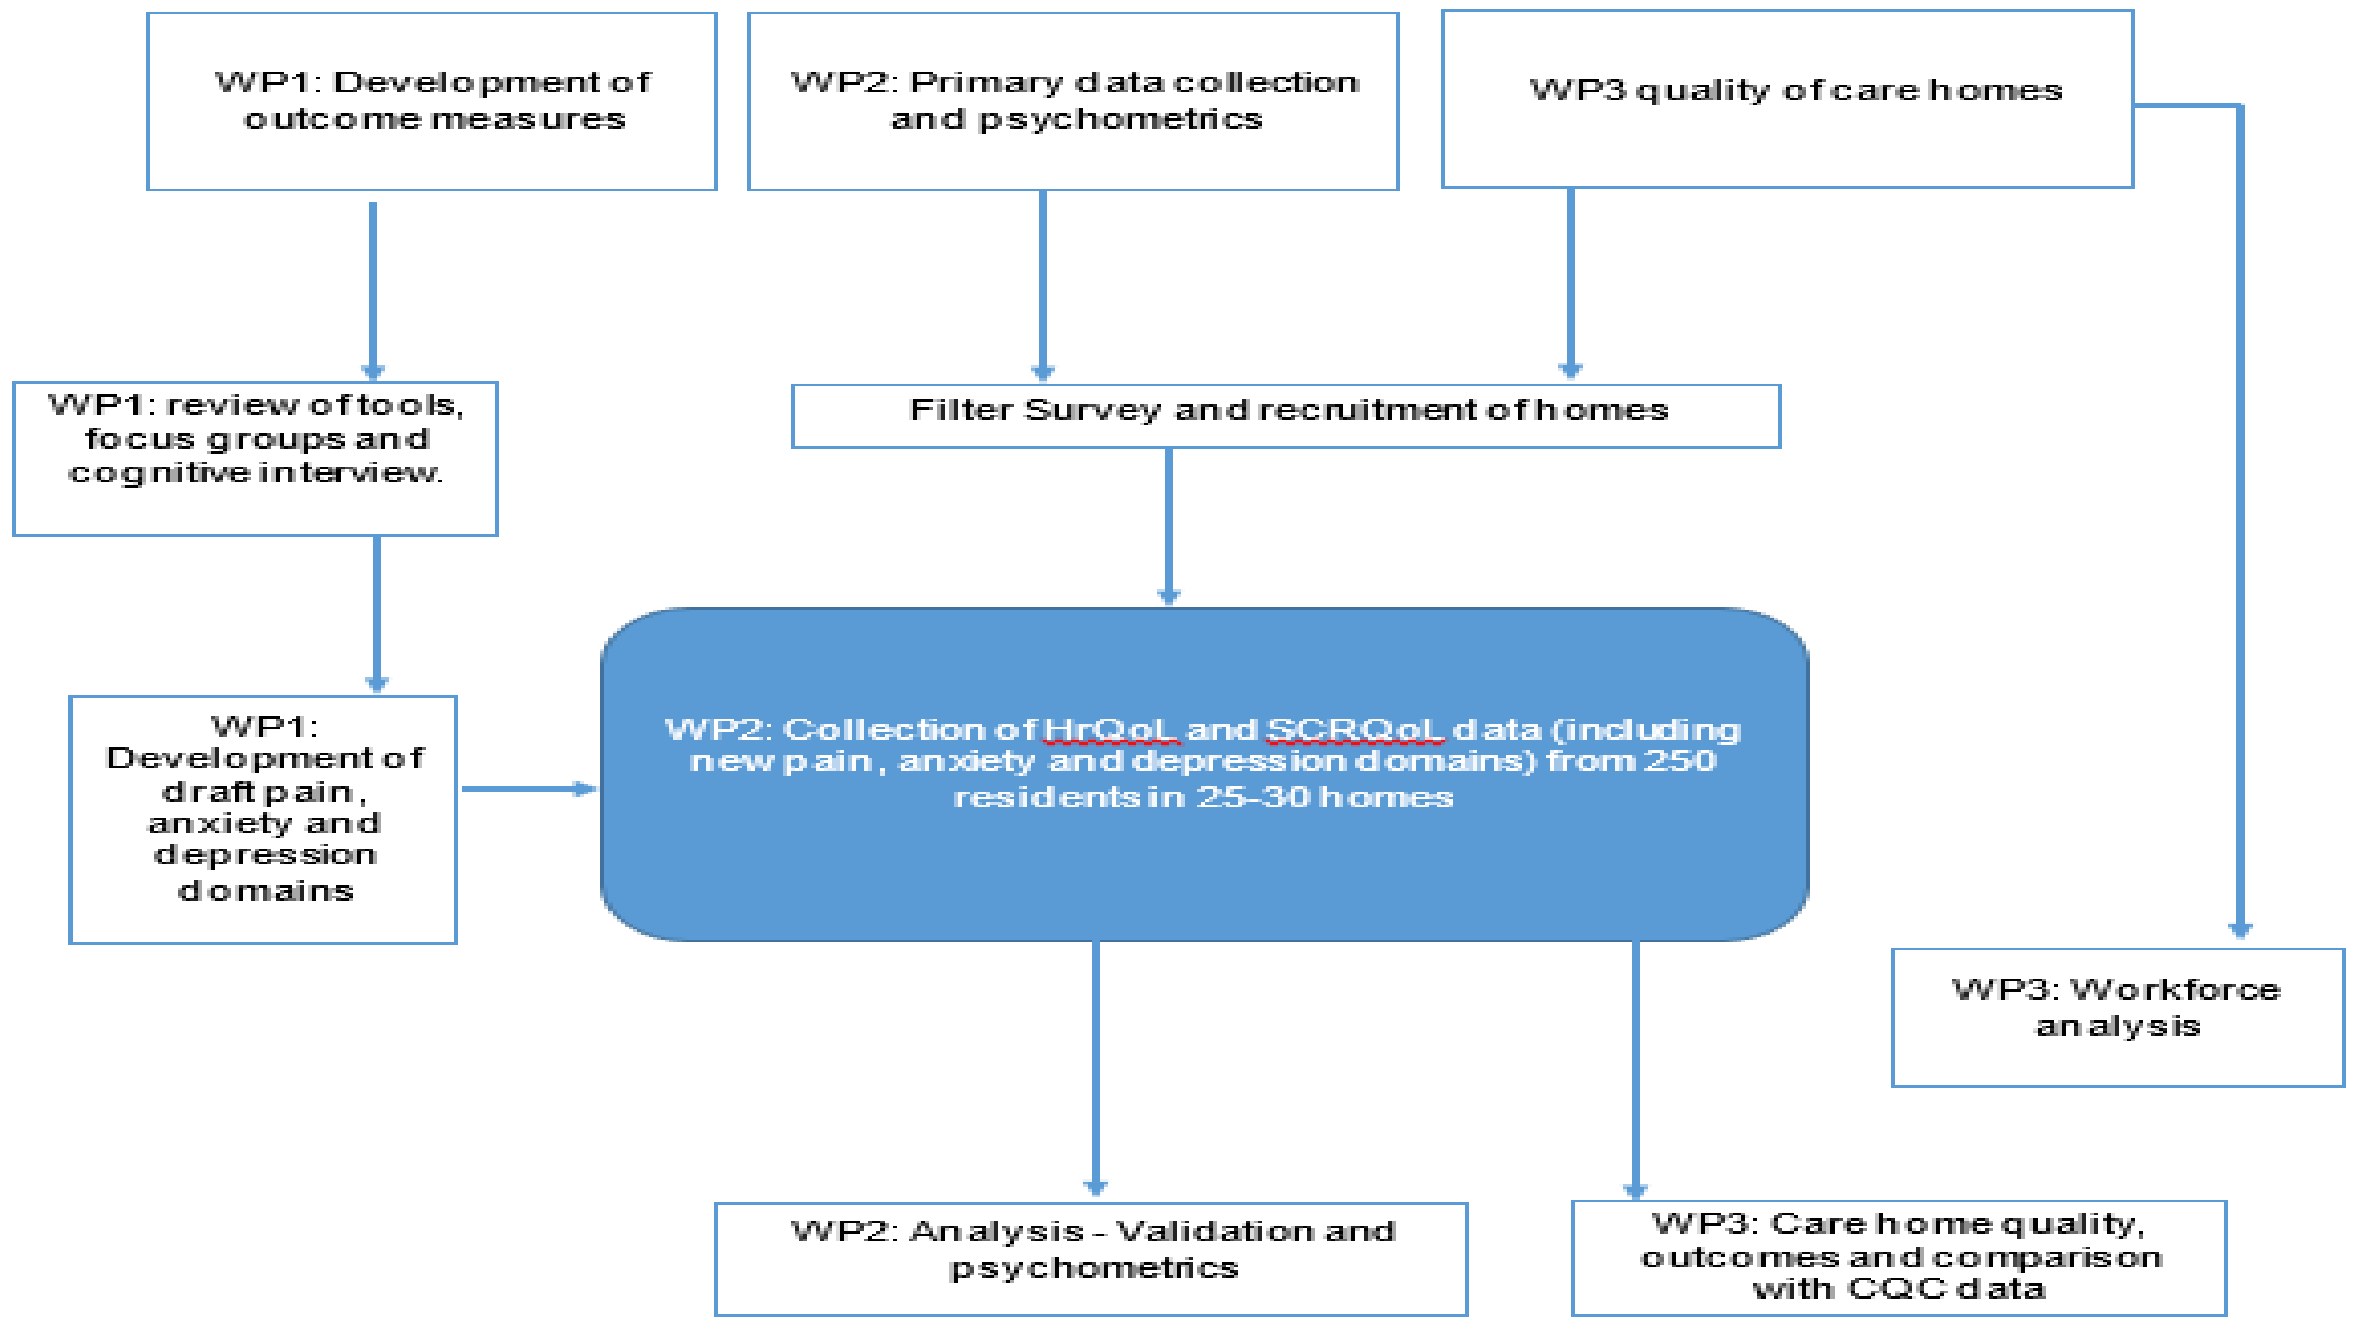 WP1: Development of
outcome measures
WP2: Primary data collection
and psychometrics
WP3 quality of care homes
WP1: review of tools,
focus groups and
cognitive interview.
Filter Survey and recruitment of homes
WP1:
Development of
draft pain,
anxiety and
depression
domains
WP2: Collection of HrQoL and SCRQoL data (including
new pain, anxiety and depression domains) from 250
residents in 25-30 homes
WP3: Workforce
analysis
WP2: Analysis - Validation and
psychometrics
WP3: Care home quality,
outcomes and comparison
with CQC data